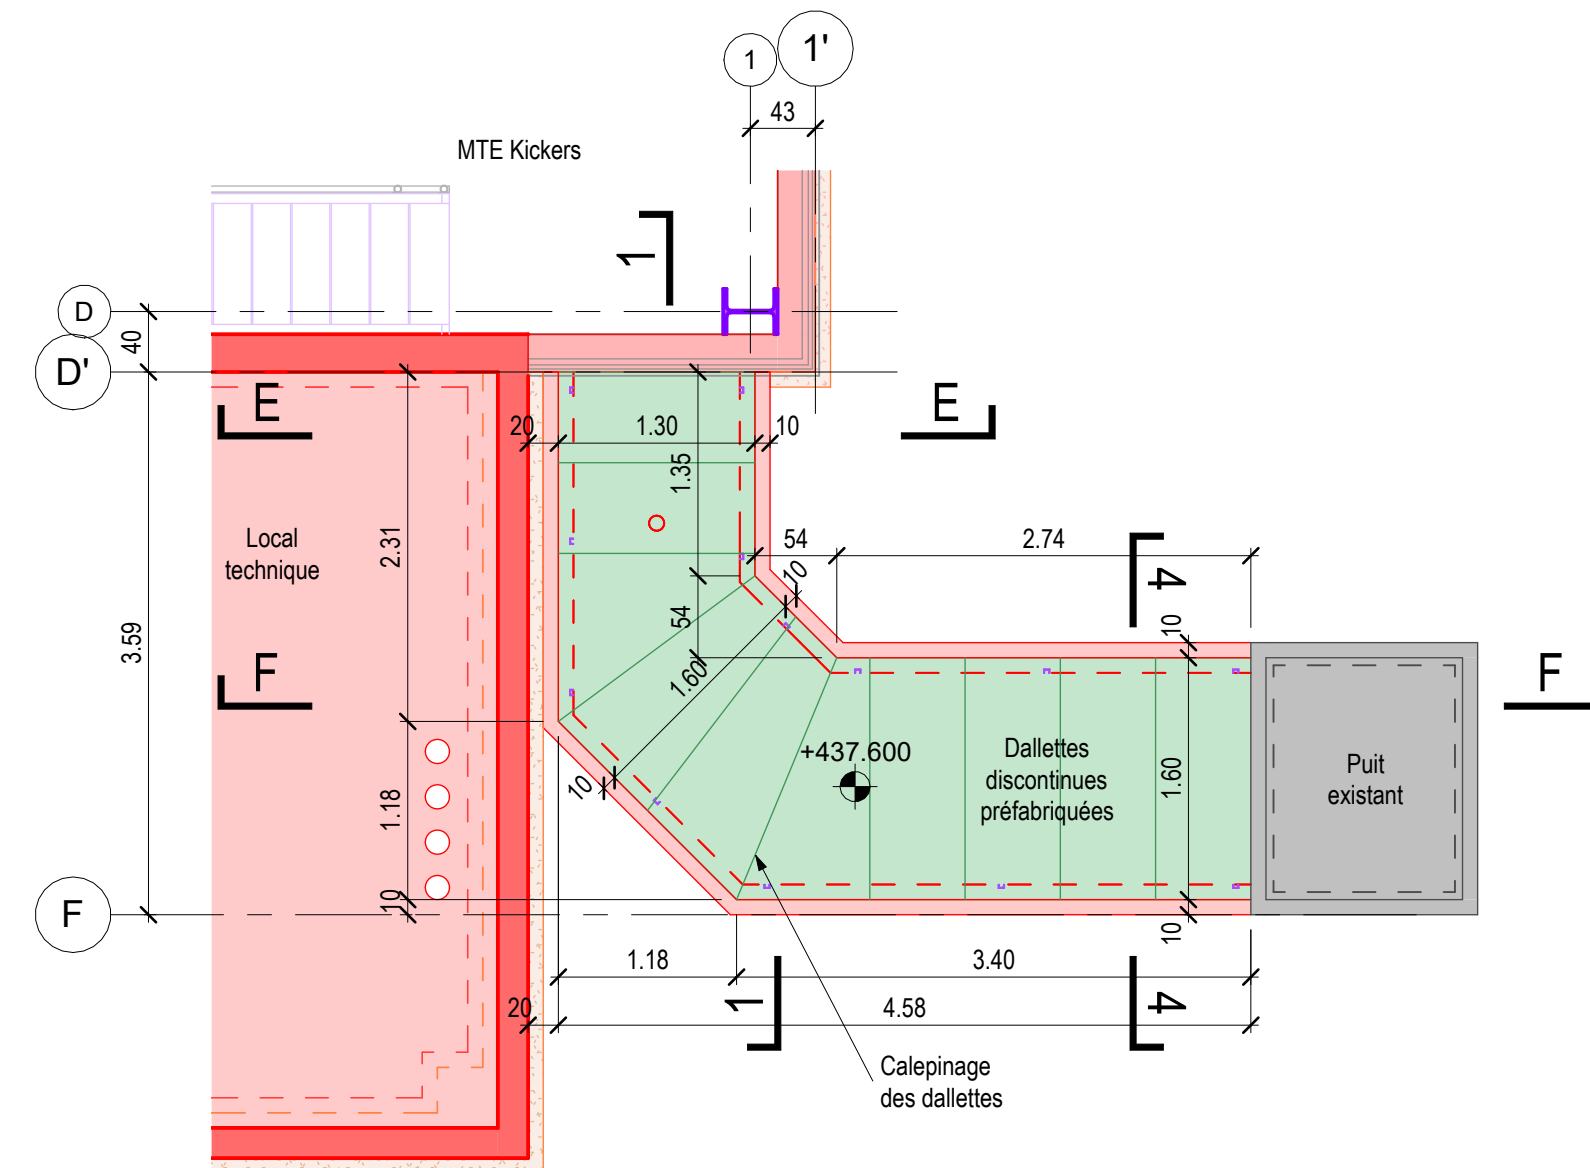 1
1'
43
MTE Kickers
1
D
40
D'
E
E
20
1.30
10
1.35
Local
technique
2.31
54
2.74
10
4
54
10
3.59
1.60
F
F
+437.600
Dallettes
discontinues
préfabriquées
1.60
Puit
existant
10
1.18
10
F
10
1.18
3.40
1
4
20
4.58
Calepinage
des dallettes